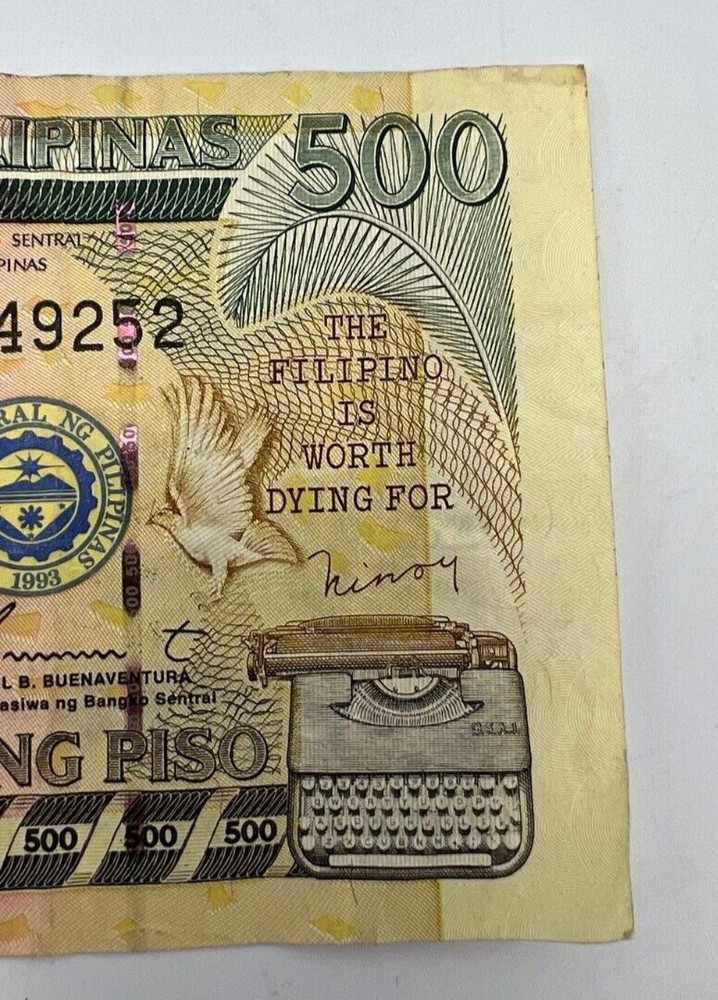 IPINAS 500
SENTRAL
PINAS
49252
THE
FILIPINO
IS
WORTH
DYING FOR
Ninoy
RAL NG PILIPINAS
1993
L B. BUENAVENTURA
asiwa ng Bangko Sentral
NG PISO
500 500 500
B.S.A.J.